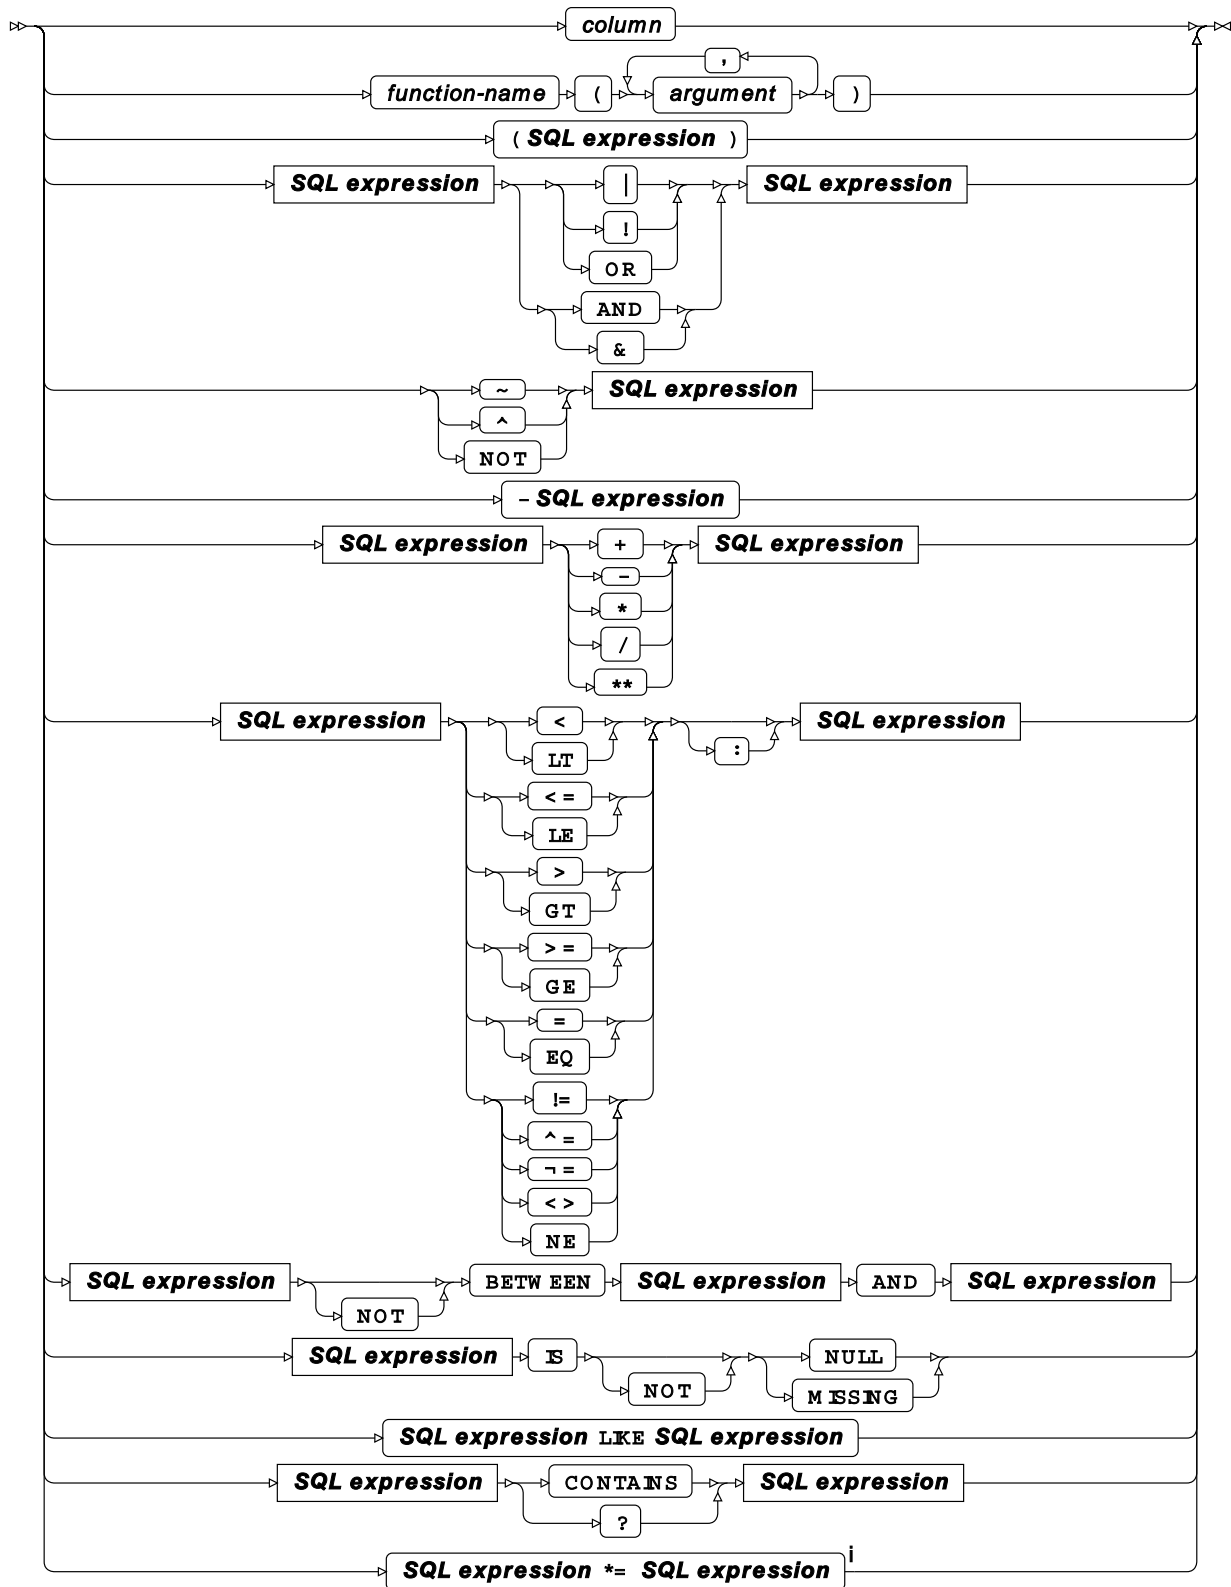 column
,
function-name ( argument )
( SQL expression )
SQL expression | SQL expression
!
OR
AND
&
~ SQL expression
^
NOT
– SQL expression
SQL expression + SQL expression
-
*
/
**
SQL expression < : SQL expression
LT
<=
LE
>
GT
>=
GE
=
EQ
!=
^=
¬=
<>
NE
SQL expression NOT BETWEEN SQL expression AND SQL expression
SQL expression IS NOT NULL
MISSING
SQL expression LIKE SQL expression
SQL expression CONTAINS SQL expression
?
SQL expression *= SQL expression i